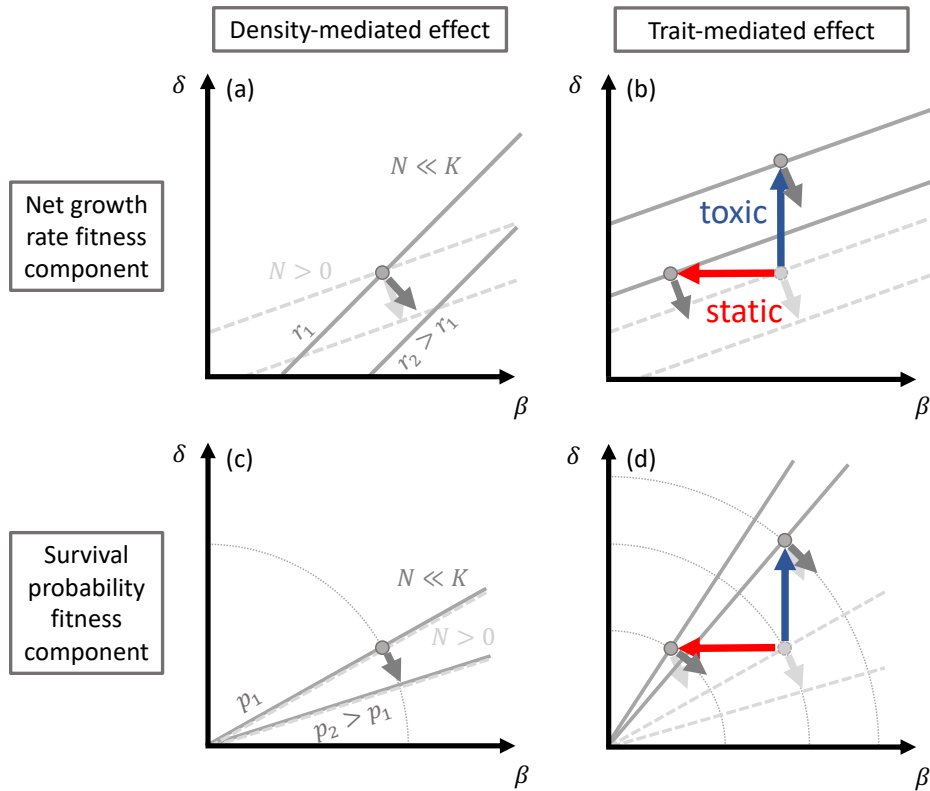 Density-mediated effect
Trait-mediated effect
δ
(a)
N ≪ K
N > 0
r₁
r₂ > r₁
β
δ
(b)
toxic
static
β
Net growth
rate fitness
component
δ
(c)
N ≪ K
N > 0
p₁
p₂ > p₁
β
δ
(d)
β
Survival
probability
fitness
component